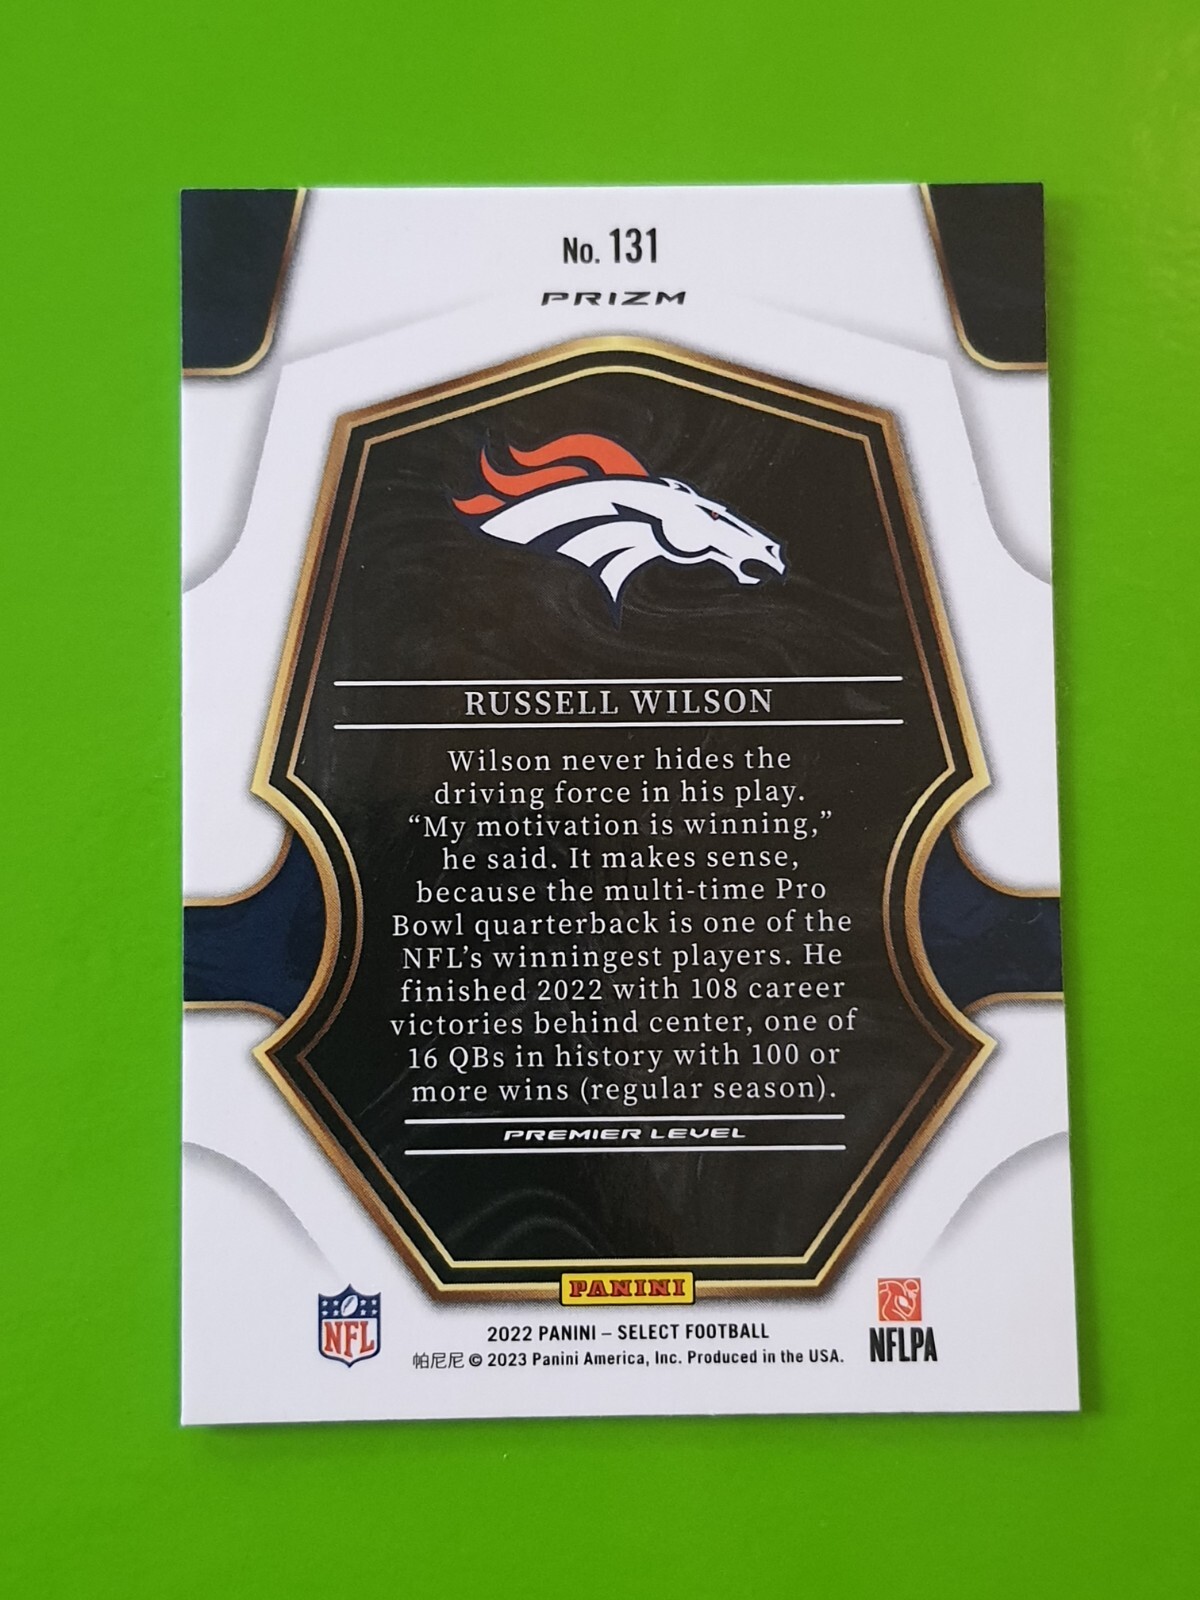 No. 131
PRIZM
RUSSELL WILSON
Wilson never hides the
driving force in his play.
“My motivation is winning,”
he said. It makes sense,
because the multi-time Pro
Bowl quarterback is one of the
NFL’s winningest players. He
finished 2022 with 108 career
victories behind center, one of
16 QBs in history with 100 or
more wins (regular season).
PREMIER LEVEL
PANINI
NFL
2022 PANINI – SELECT FOOTBALL
帕尼尼 © 2023 Panini America, Inc. Produced in the USA.
NFLPA